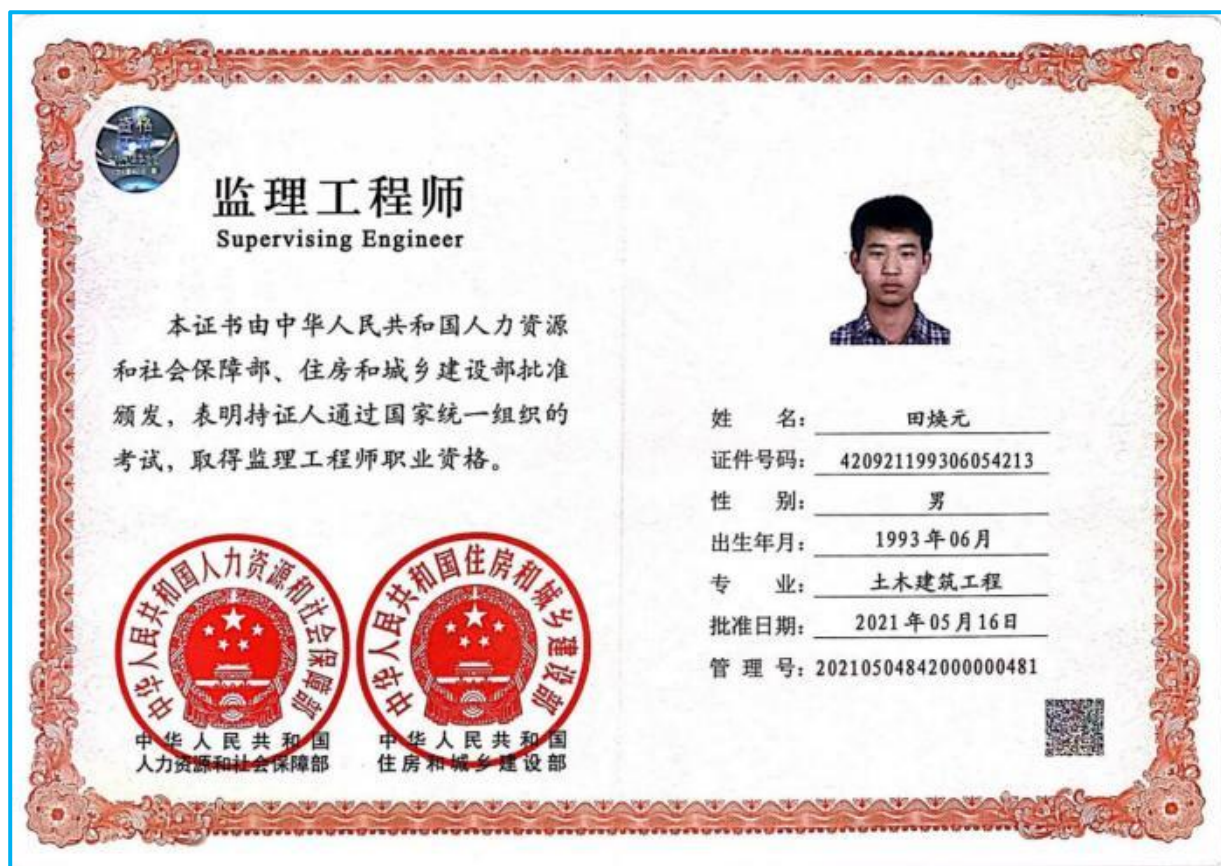 监理工程师
Supervising Engineer
本证书由中华人民共和国人力资源
和社会保障部、住房和城乡建设部批准
颁发，表明持证人通过国家统一组织的
考试，取得监理工程师职业资格。
中华人民共和国人力资源和社会保障部
中华人民共和国住房和城乡建设部
中华人民共和国
人力资源和社会保障部
中华人民共和国
住房和城乡建设部
姓 名：田焕元
证件号码：420921199306054213
性 别：男
出生年月：1993年06月
专 业：土木建筑工程
批准日期：2021年05月16日
管 理 号：20210504842000000481